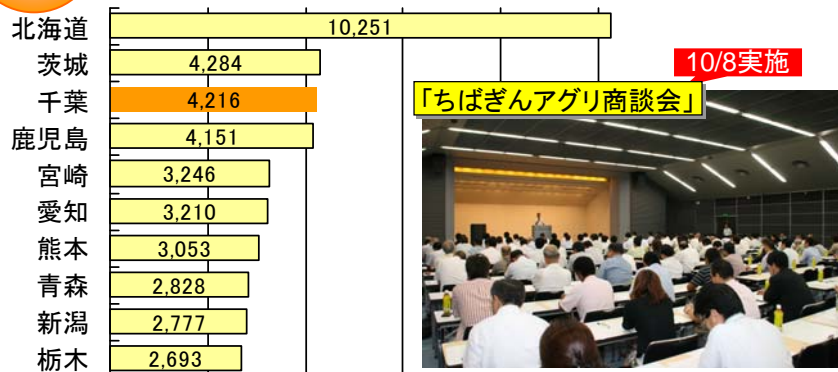 北海道 10,251
茨城 4,284
千葉 4,216
鹿児島 4,151
宮崎 3,246
愛知 3,210
熊本 3,053
青森 2,828
新潟 2,777
栃木 2,693
10/8実施
「ちばぎんアグリ商談会」